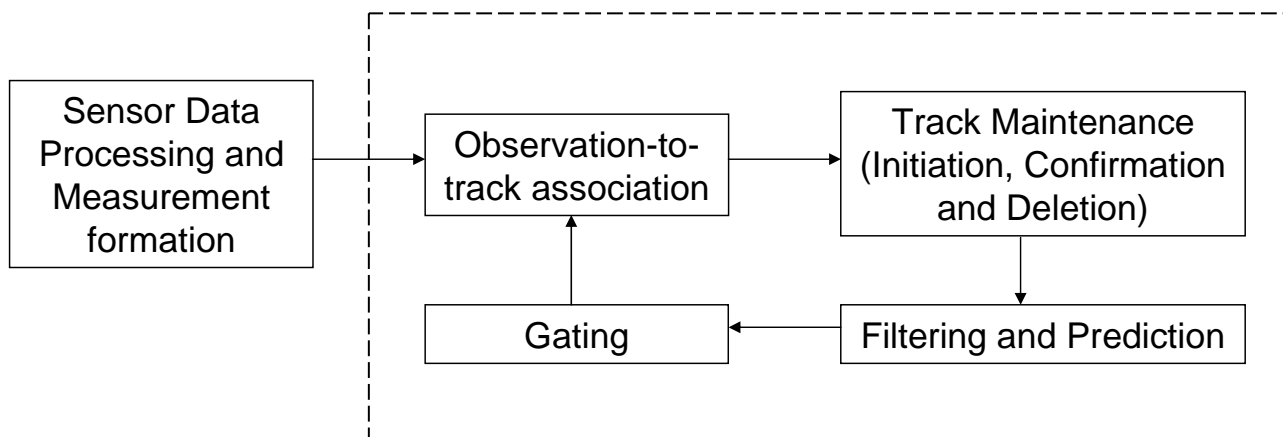 Sensor Data
Processing and
Measurement
formation
Observation-to-
track association
Track Maintenance
(Initiation, Confirmation
and Deletion)
Gating
Filtering and Prediction